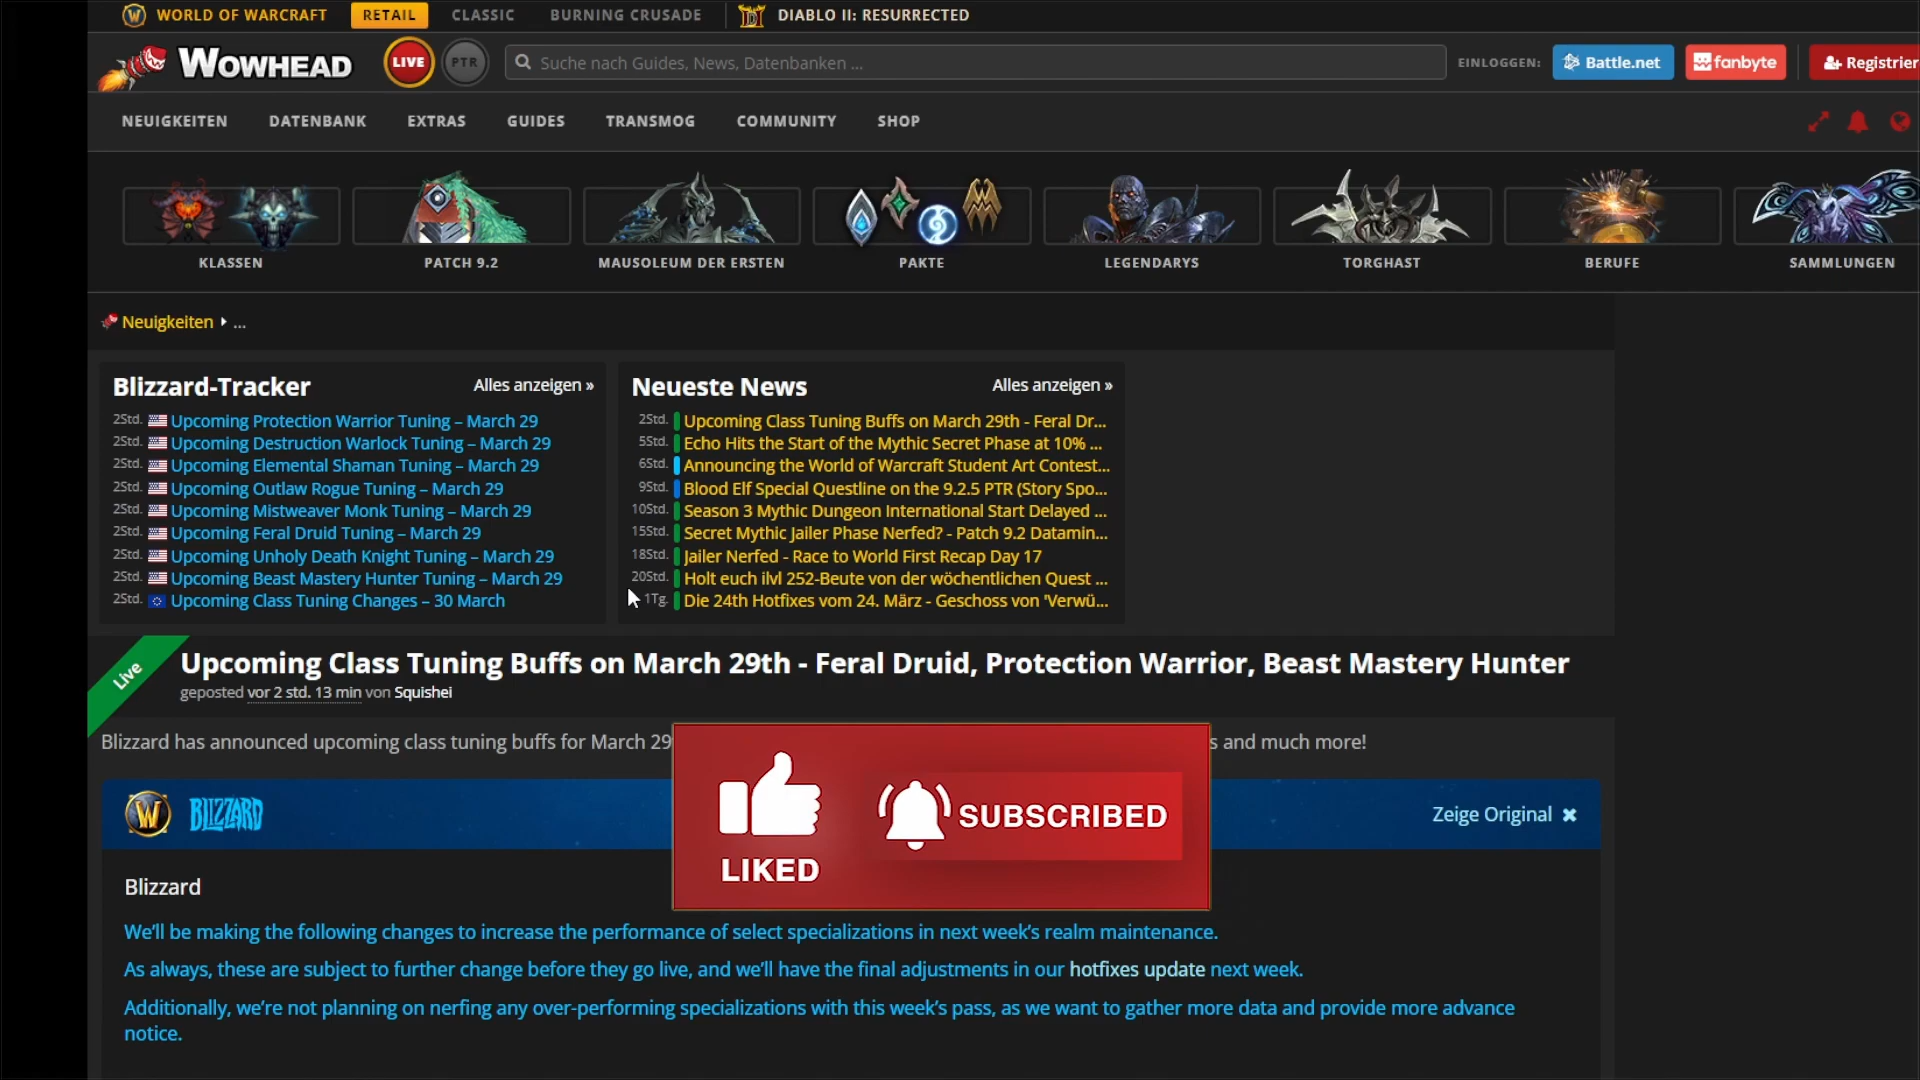 WORLD OF WARCRAFT RETAIL CLASSIC BURNING CRUSADE DIABLO II: RESURRECTED
WOWHEAD LIVE PTR Suche nach Guides, News, Datenbanken ... EINLOGGEN: Battle.net fanbyte Registrier
NEUIGKEITEN DATENBANK EXTRAS GUIDES TRANSMOG COMMUNITY SHOP
KLASSEN PATCH 9.2 MAUSOLEUM DER ERSTEN PAKTE LEGENDARYS TORGHAST BERUFE SAMMLUNGEN
Neuigkeiten ...
Blizzard-Tracker Alles anzeigen »
2Std. Upcoming Protection Warrior Tuning – March 29
2Std. Upcoming Destruction Warlock Tuning – March 29
2Std. Upcoming Elemental Shaman Tuning – March 29
2Std. Upcoming Outlaw Rogue Tuning – March 29
2Std. Upcoming Mistweaver Monk Tuning – March 29
2Std. Upcoming Feral Druid Tuning – March 29
2Std. Upcoming Unholy Death Knight Tuning – March 29
2Std. Upcoming Beast Mastery Hunter Tuning – March 29
2Std. Upcoming Class Tuning Changes – 30 March
Neueste News Alles anzeigen »
2Std. Upcoming Class Tuning Buffs on March 29th - Feral Dr...
5Std. Echo Hits the Start of the Mythic Secret Phase at 10% ...
6Std. Announcing the World of Warcraft Student Art Contest...
9Std. Blood Elf Special Questline on the 9.2.5 PTR (Story Spo...
10Std. Season 3 Mythic Dungeon International Start Delayed ...
15Std. Secret Mythic Jailer Phase Nerfed? - Patch 9.2 Datamin...
18Std. Jailer Nerfed - Race to World First Recap Day 17
20Std. Holt euch ilvl 252-Beute von der wöchentlichen Quest ...
1Tg. Die 24th Hotfixes vom 24. März - Geschoss von 'Verwü...
Live
Upcoming Class Tuning Buffs on March 29th - Feral Druid, Protection Warrior, Beast Mastery Hunter
geposted vor 2 std. 13 min von Squishei
Blizzard has announced upcoming class tuning buffs for March 29 s and much more!
BLIZZARD Zeige Original ✖
LIKED SUBSCRIBED
Blizzard
We'll be making the following changes to increase the performance of select specializations in next week's realm maintenance.
As always, these are subject to further change before they go live, and we'll have the final adjustments in our hotfixes update next week.
Additionally, we're not planning on nerfing any over-performing specializations with this week's pass, as we want to gather more data and provide more advance
notice.